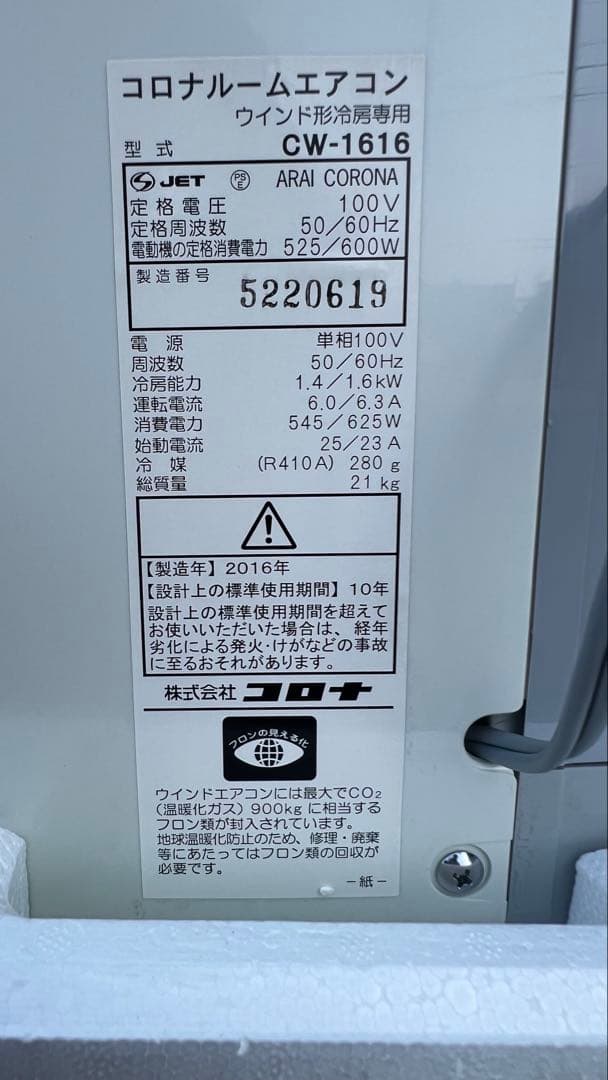 コロナルームエアコン
ウインド形冷房専用
型式 CW-1616
JET PSE ARAI CORONA
定格電圧 100V
定格周波数 50/60Hz
電動機の定格消費電力 525/600W
製造番号 5220619
電源 単相100V
周波数 50/60Hz
冷房能力 1.4/1.6kW
運転電流 6.0/6.3A
消費電力 545/625W
始動電流 25/23A
冷媒 (R410A) 280g
総質量 21kg
【製造年】2016年
【設計上の標準使用期間】10年
設計上の標準使用期間を超えて
お使いいただいた場合は、経年
劣化による発火・けがなどの事故
に至るおそれがあります。
株式会社 コロナ
フロンの見える化
ウインドエアコンには最大でCO₂
(温暖化ガス)900kgに相当する
フロン類が封入されています。
地球温暖化防止のため、修理・廃棄
等にあたってはフロン類の回収が
必要です。
-紙-